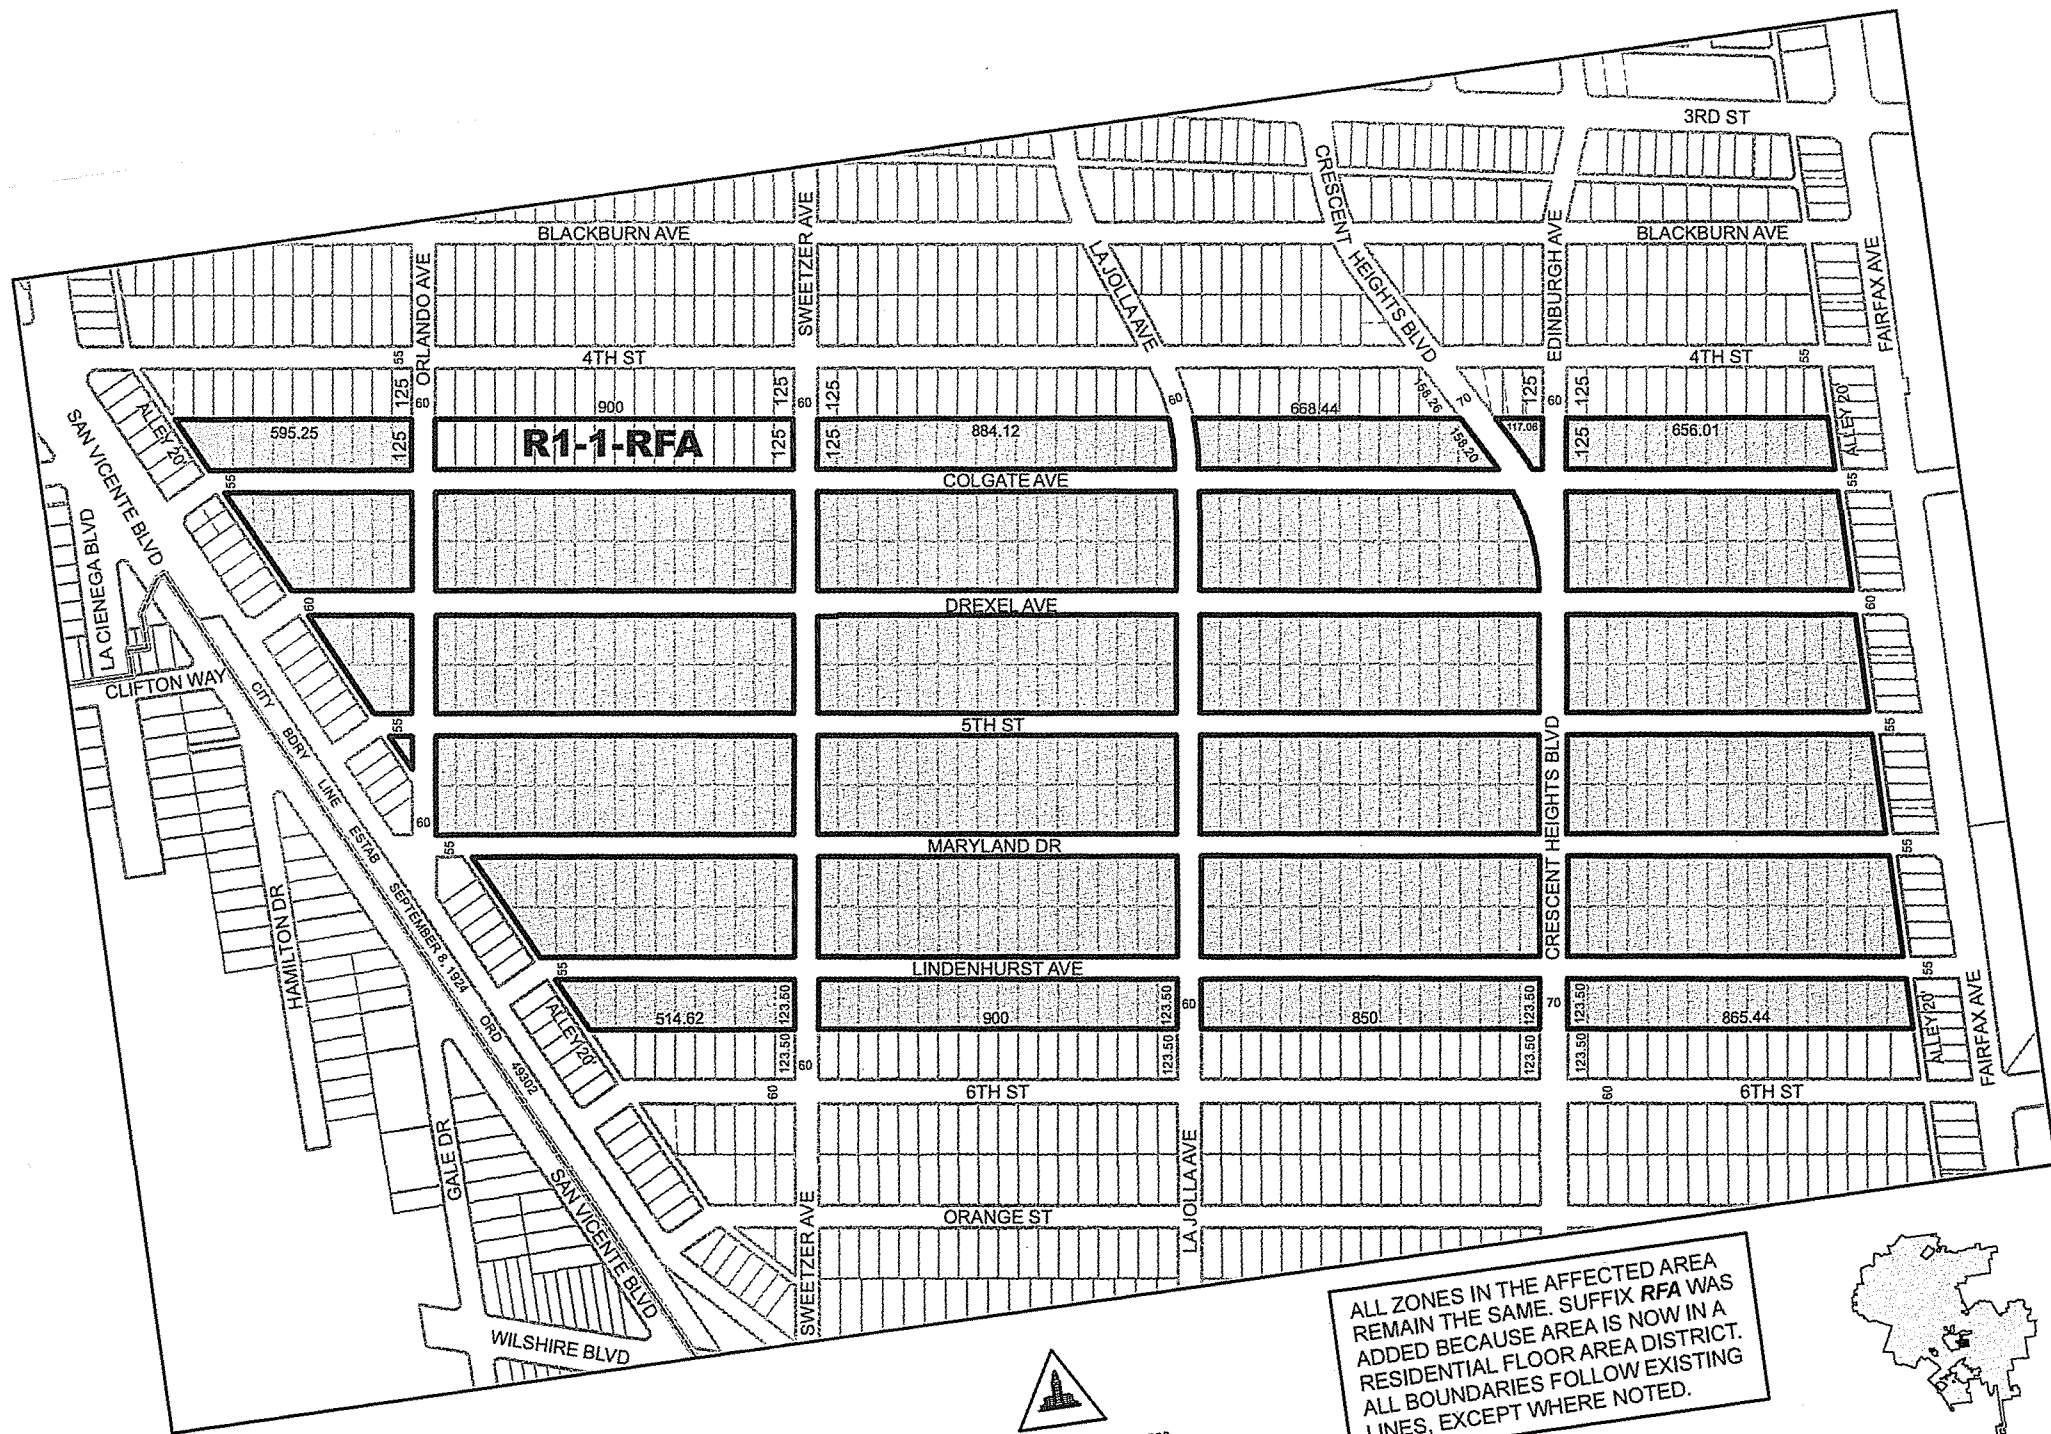 3RD ST
CRESCENT HEIGHTS BLVD
BLACKBURN AVE
SWEETZER AVE
BLACKBURN AVE
ORLANDO AVE
LA JOLLA AVE
EDINBURGH AVE
FAIRFAX AVE
4TH ST
55
4TH ST
55
125
60
900
125
60
125
60
668.44
158.26
70
125
60
125
ALLEY 20'
ALLEY 20'
595.25
125
R1-1-RFA
125
125
884.12
158.20
117.06
125
656.01
SAN VICENTE BLVD
55
COLGATE AVE
55
LA CIENEGA BLVD
60
DREXEL AVE
60
CLIFTON WAY
55
5TH ST
55
CRESCENT HEIGHTS BLVD
CITY BDRY LINE ESTAB SEPTEMBER 8, 1924 ORD 49302
60
55
MARYLAND DR
55
HAMILTON DR
55
LINDENHURST AVE
55
514.62
123.50
900
123.50
60
850
123.50
70
123.50
865.44
ALLEY 20'
ALLEY 20'
FAIRFAX AVE
123.50
60
123.50
123.50
123.50
60
6TH ST
60
6TH ST
GALE DR
SAN VICENTE BLVD
SWEETZER AVE
LA JOLLA AVE
ORANGE ST
WILSHIRE BLVD
ALL ZONES IN THE AFFECTED AREA
REMAIN THE SAME. SUFFIX RFA WAS
ADDED BECAUSE AREA IS NOW IN A
RESIDENTIAL FLOOR AREA DISTRICT.
ALL BOUNDARIES FOLLOW EXISTING
LINES, EXCEPT WHERE NOTED.